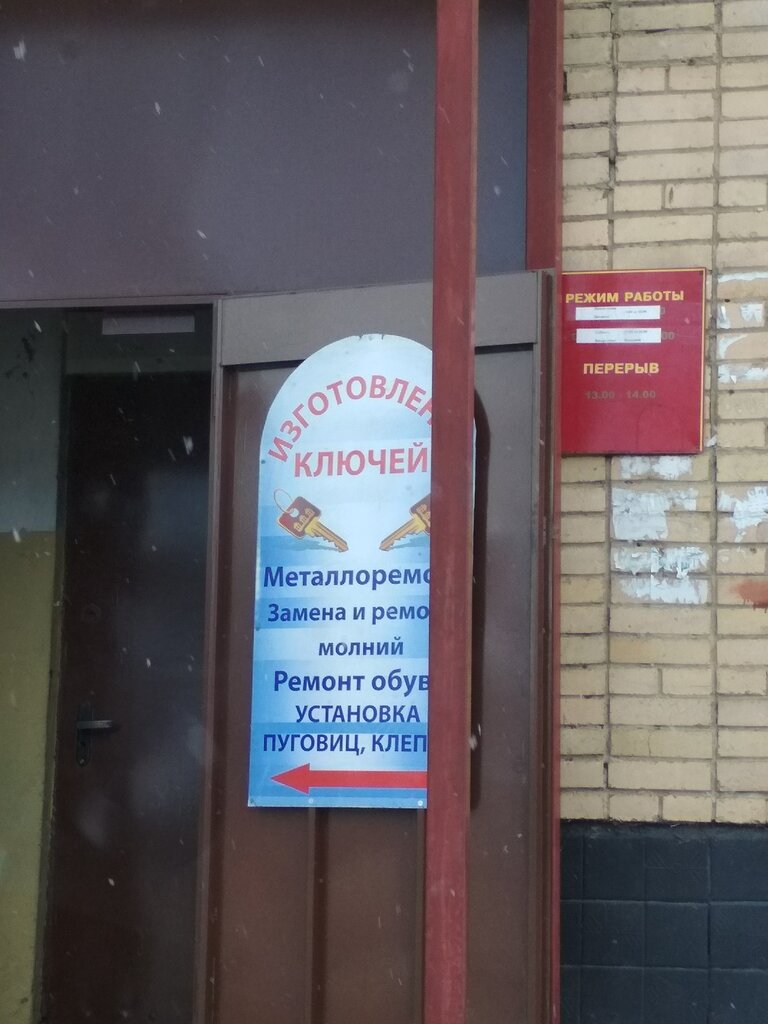 ИЗГОТОВЛЕН
КЛЮЧЕЙ
Металлоремо
Замена и ремо
молний
Ремонт обув
УСТАНОВКА
ПУГОВИЦ, КЛЕП
РЕЖИМ РАБОТЫ
ПЕРЕРЫВ
13.00 - 14.00